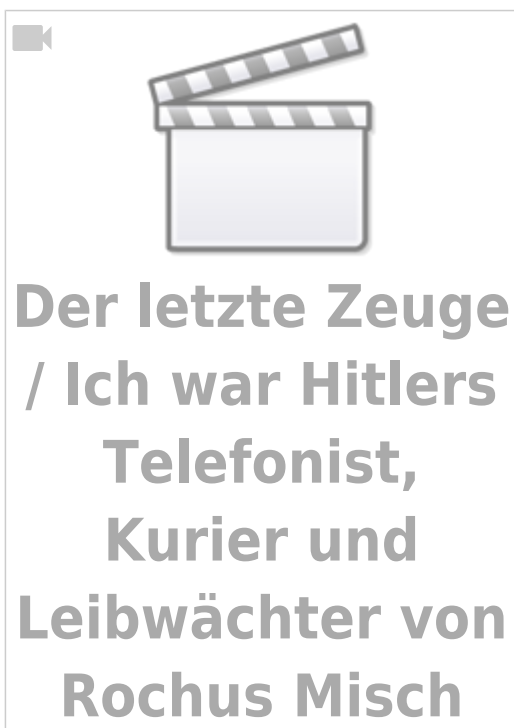 Der letzte Zeuge
/ Ich war Hitlers
Telefonist,
Kurier und
Leibwächter von
Rochus Misch